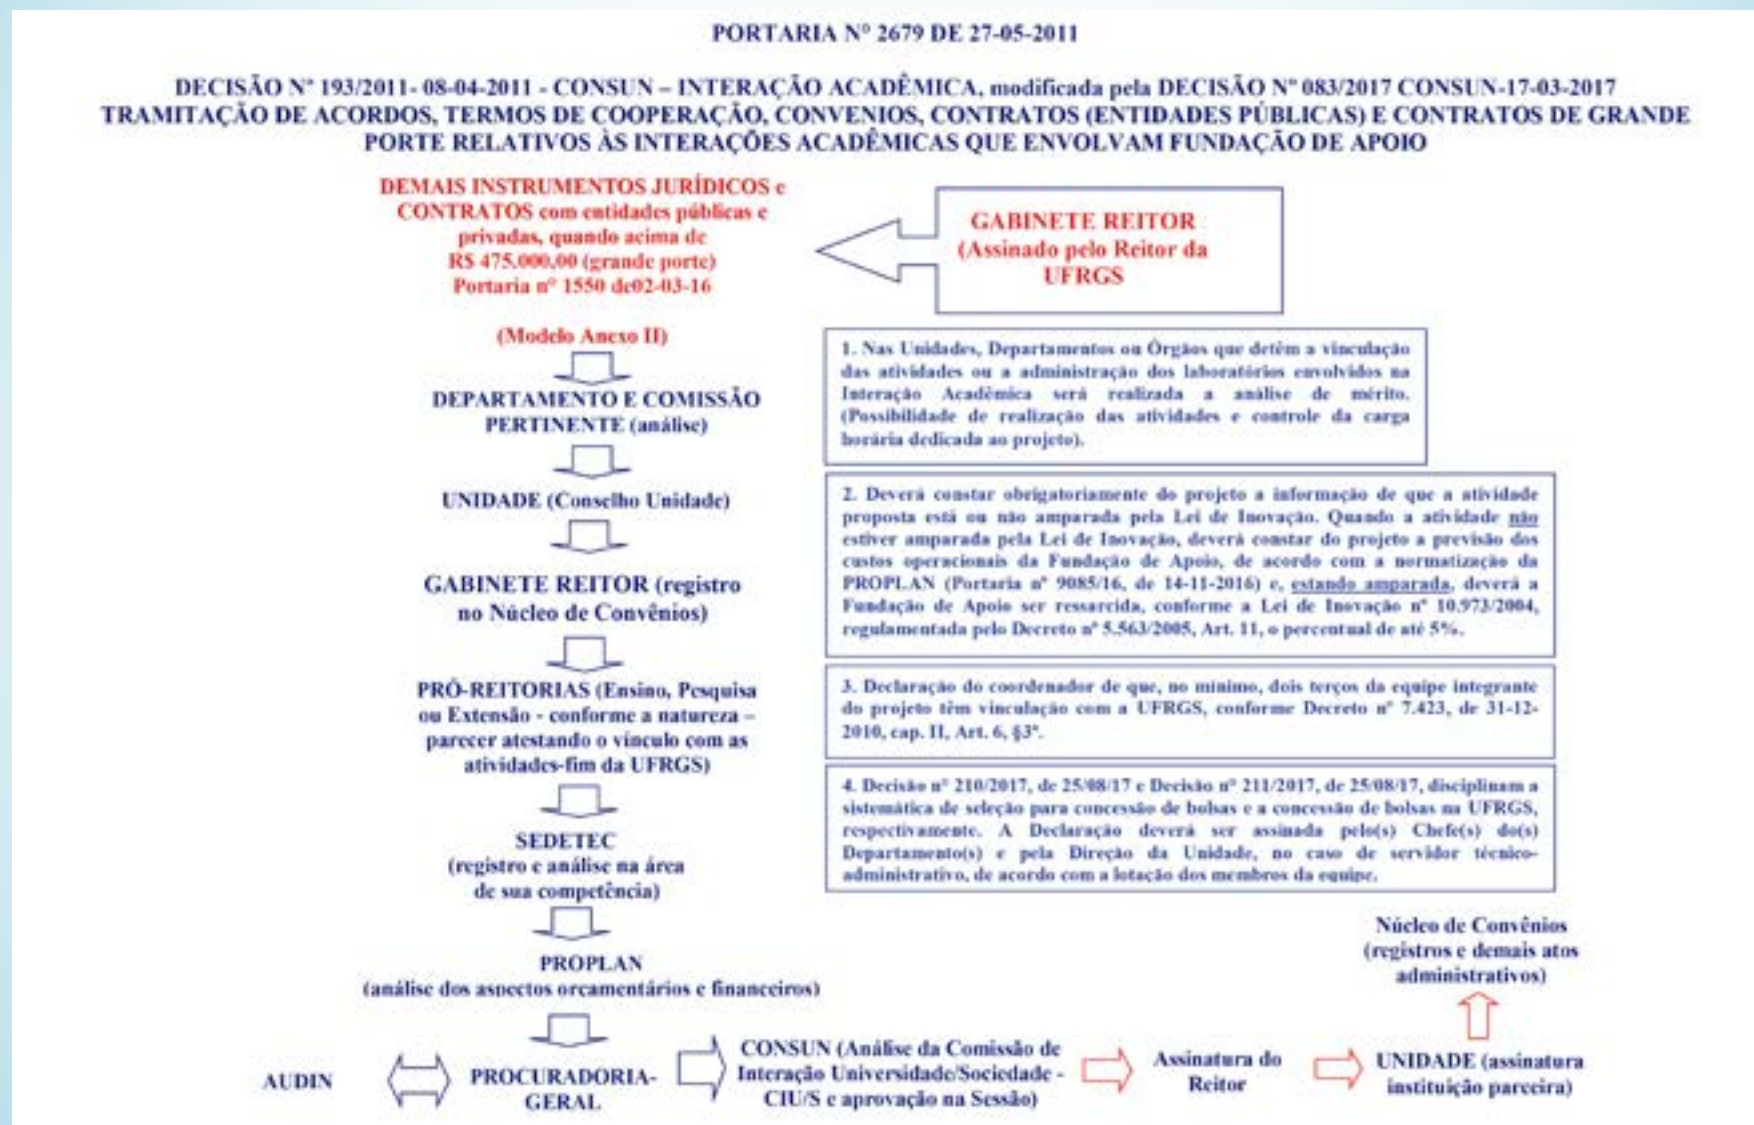 PORTARIA Nº 2679 DE 27-05-2011
DECISÃO Nº 193/2011- 08-04-2011 - CONSUN – INTERAÇÃO ACADÊMICA, modificada pela DECISÃO Nº 083/2017 CONSUN-17-03-2017
TRAMITAÇÃO DE ACORDOS, TERMOS DE COOPERAÇÃO, CONVENIOS, CONTRATOS (ENTIDADES PÚBLICAS) E CONTRATOS DE GRANDE
PORTE RELATIVOS ÀS INTERAÇÕES ACADÊMICAS QUE ENVOLVAM FUNDAÇÃO DE APOIO
DEMAIS INSTRUMENTOS JURÍDICOS e
CONTRATOS com entidades públicas e
privadas, quando acima de
R$ 475.000,00 (grande porte)
Portaria nº 1550 de02-03-16
(Modelo Anexo II)
GABINETE REITOR
(Assinado pelo Reitor da
UFRGS
DEPARTAMENTO E COMISSÃO
PERTINENTE (análise)
UNIDADE (Conselho Unidade)
GABINETE REITOR (registro
no Núcleo de Convênios)
PRÓ-REITORIAS (Ensino, Pesquisa
ou Extensão - conforme a natureza –
parecer atestando o vínculo com as
atividades-fim da UFRGS)
SEDETEC
(registro e análise na área
de sua competência)
PROPLAN
(análise dos aspectos orçamentários e financeiros)
1. Nas Unidades, Departamentos ou Órgãos que detêm a vinculação
das atividades ou a administração dos laboratórios envolvidos na
Interação Acadêmica será realizada a análise de mérito.
(Possibilidade de realização das atividades e controle da carga
horária dedicada ao projeto).
2. Deverá constar obrigatoriamente do projeto a informação de que a atividade
proposta está ou não amparada pela Lei de Inovação. Quando a atividade não
estiver amparada pela Lei de Inovação, deverá constar do projeto a previsão dos
custos operacionais da Fundação de Apoio, de acordo com a normatização da
PROPLAN (Portaria nº 9085/16, de 14-11-2016) e, estando amparada, deverá a
Fundação de Apoio ser ressarcida, conforme a Lei de Inovação nº 10.973/2004,
regulamentada pelo Decreto nº 5.563/2005, Art. 11, o percentual de até 5%.
3. Declaração do coordenador de que, no mínimo, dois terços da equipe integrante
do projeto têm vinculação com a UFRGS, conforme Decreto nº 7.423, de 31-12-
2010, cap. II, Art. 6, §3º.
4. Decisão nº 210/2017, de 25/08/17 e Decisão nº 211/2017, de 25/08/17, disciplinam a
sistemática de seleção para concessão de bolsas e a concessão de bolsas na UFRGS,
respectivamente. A Declaração deverá ser assinada pelo(s) Chefe(s) do(s)
Departamento(s) e pela Direção da Unidade, no caso de servidor técnico-
administrativo, de acordo com a lotação dos membros da equipe.
Núcleo de Convênios
(registros e demais atos
administrativos)
AUDIN
PROCURADORIA-
GERAL
CONSUN (Análise da Comissão de
Interação Universidade/Sociedade -
CIU/S e aprovação na Sessão)
Assinatura do
Reitor
UNIDADE (assinatura
instituição parceira)